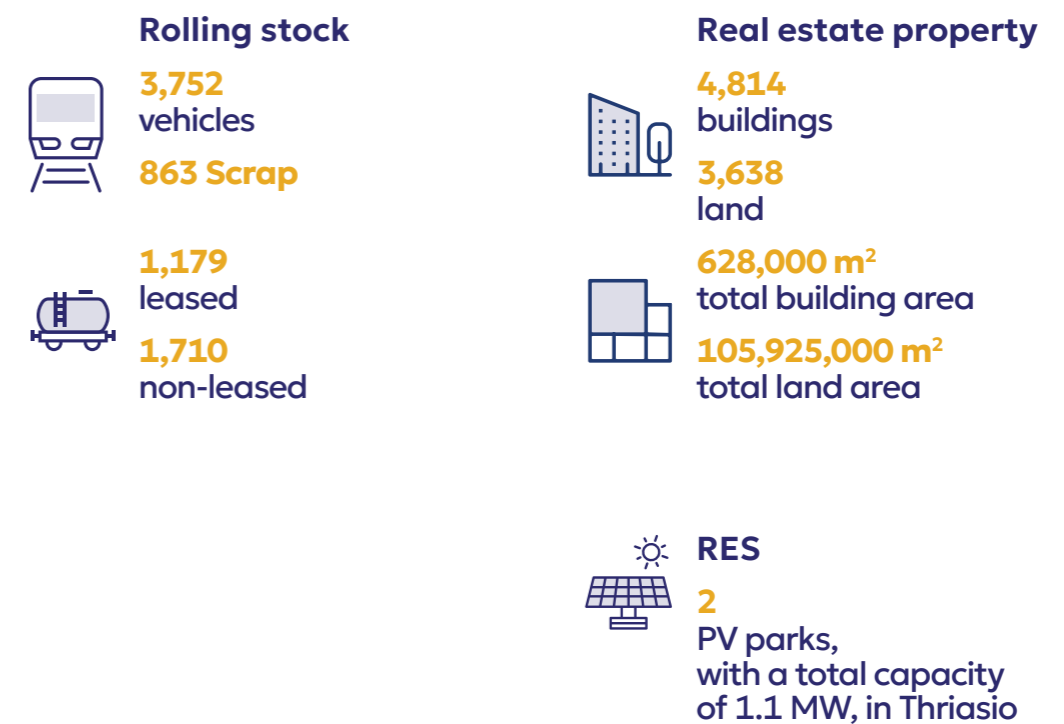 Rolling stock
3,752
vehicles
863 Scrap
1,179
leased
1,710
non-leased
Real estate property
4,814
buildings
3,638
land
628,000 m²
total building area
105,925,000 m²
total land area
RES
2
PV parks,
with a total capacity
of 1.1 MW, in Thriasio